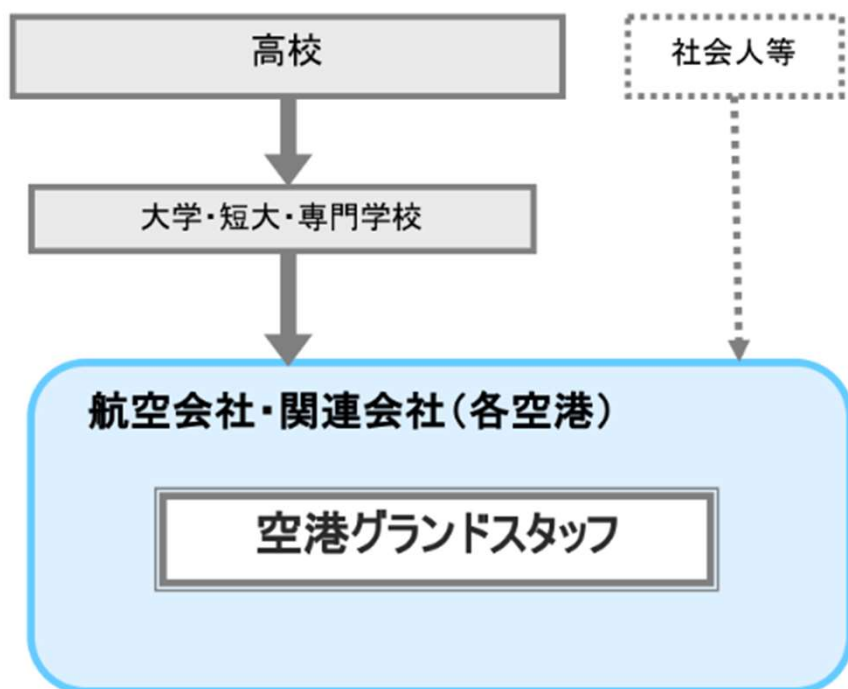 高校
社会人等
大学・短大・専門学校
航空会社・関連会社(各空港)
空港グランドスタッフ